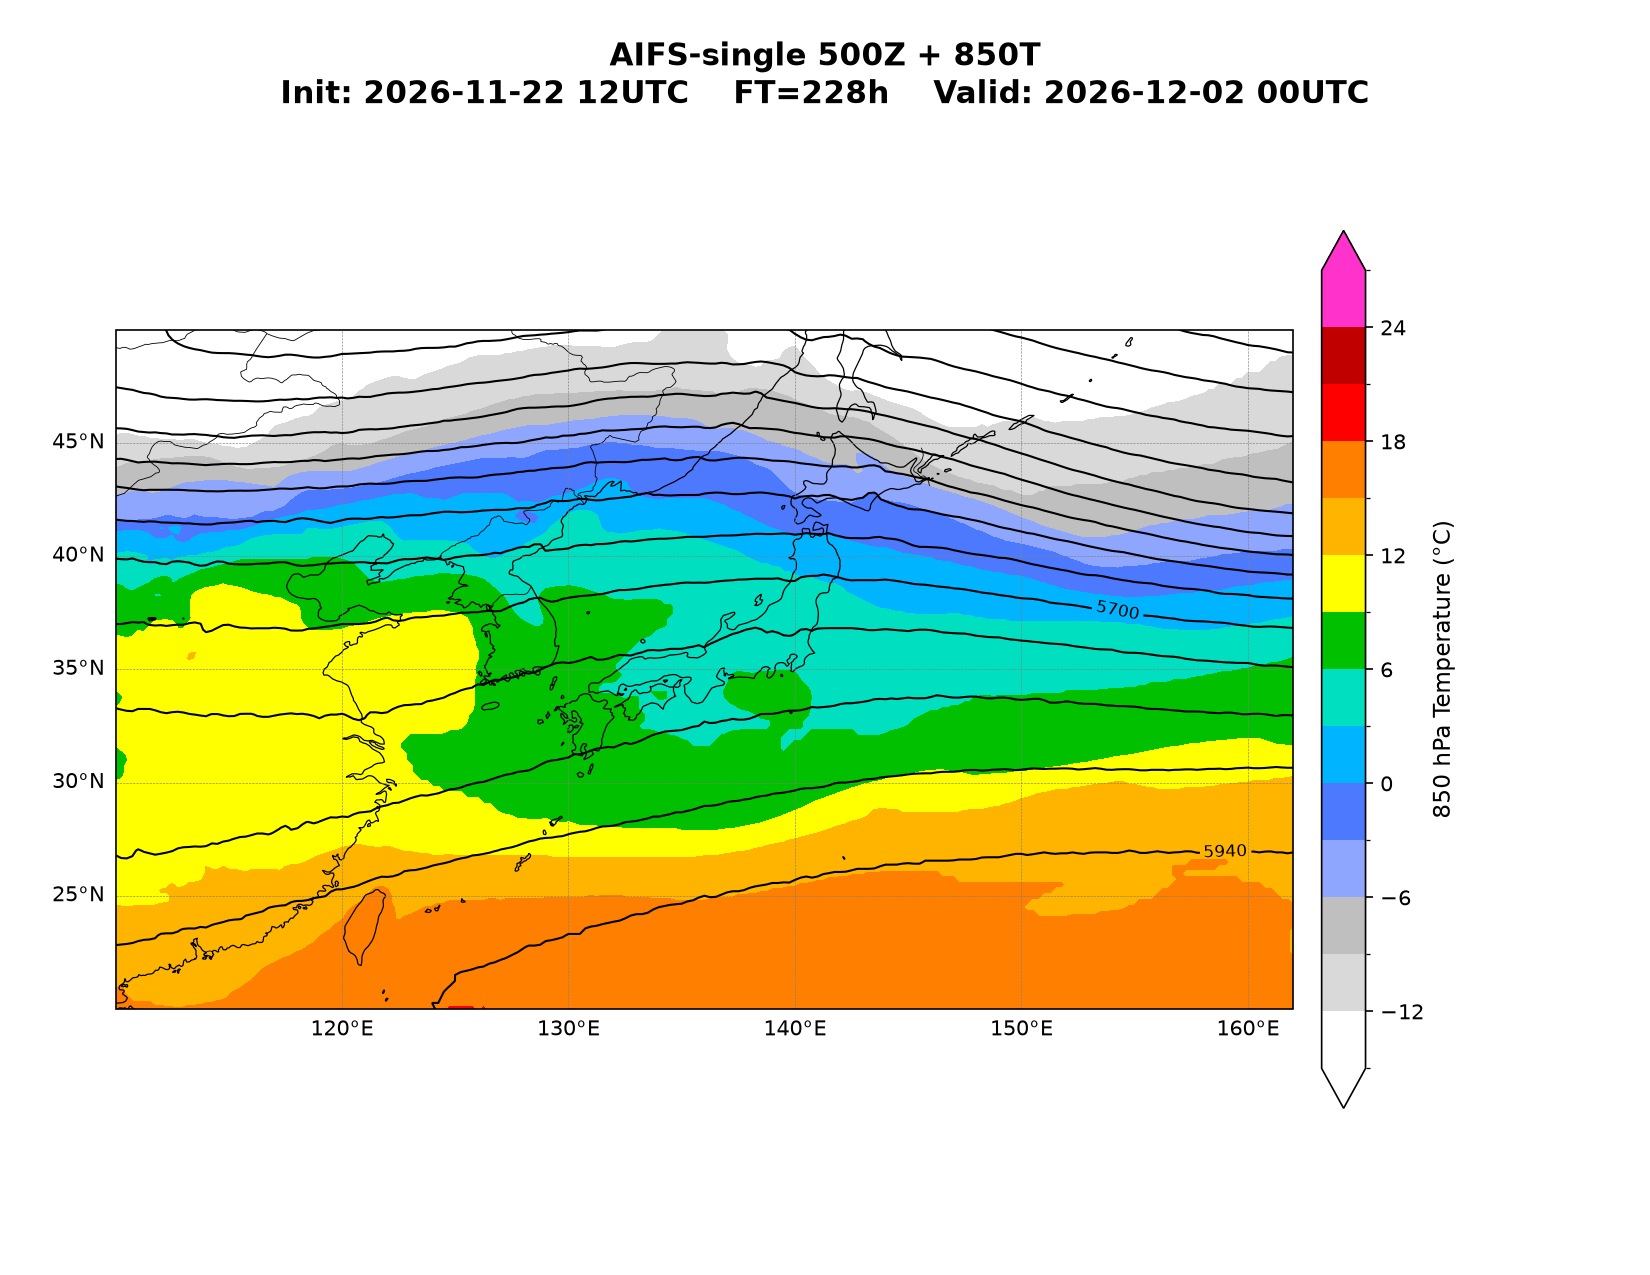 AIFS-single 500Z + 850T
Init: 2026-11-22 12UTC    FT=228h    Valid: 2026-12-02 00UTC
45°N
40°N
35°N
30°N
25°N
120°E
130°E
140°E
150°E
160°E
5700
5940
24
18
12
6
0
−6
−12
850 hPa Temperature (°C)